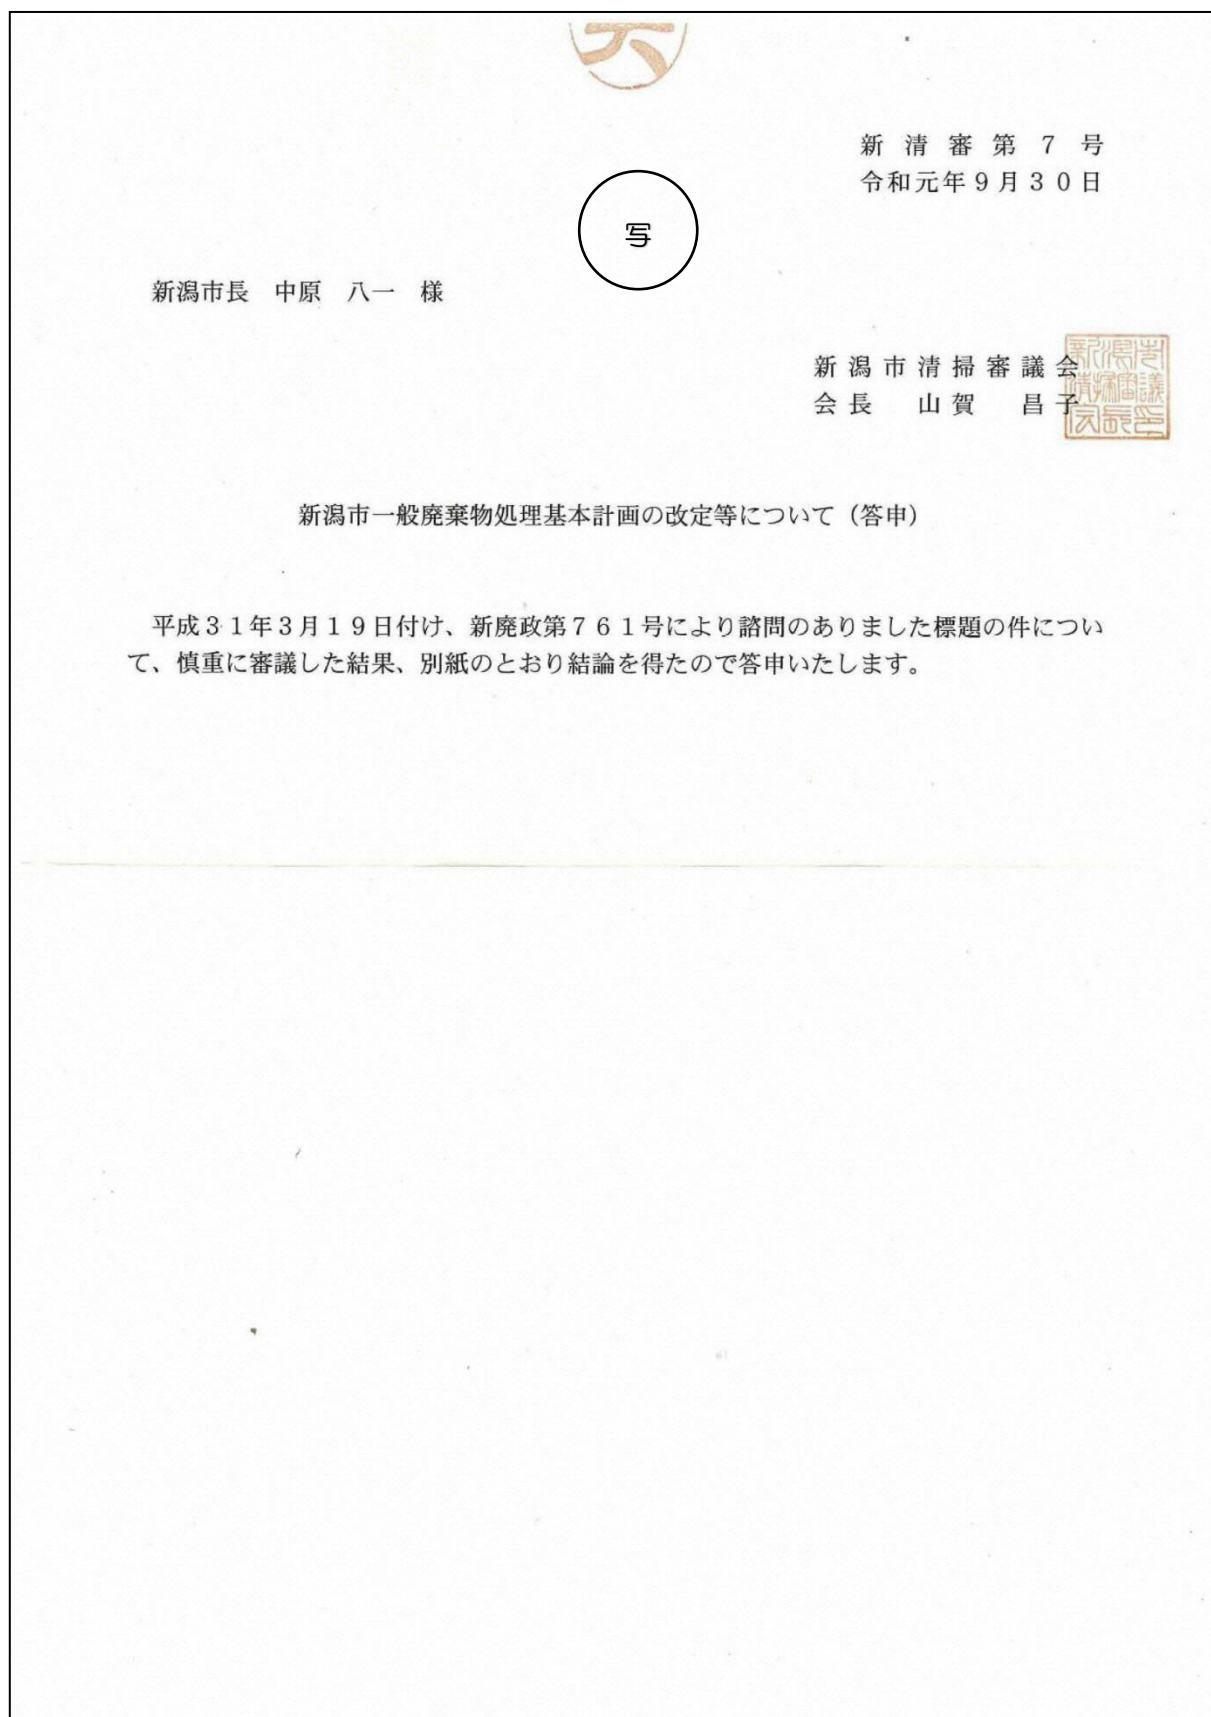 新清審第７号
令和元年９月３０日
写
新潟市長　中原　八一　様
新潟市清掃審議会
会長　山賀　昌子
新潟市一般廃棄物処理基本計画の改定等について（答申）
平成３１年３月１９日付け、新廃政第７６１号により諮問のありました標題の件につい
て、慎重に審議した結果、別紙のとおり結論を得たので答申いたします。